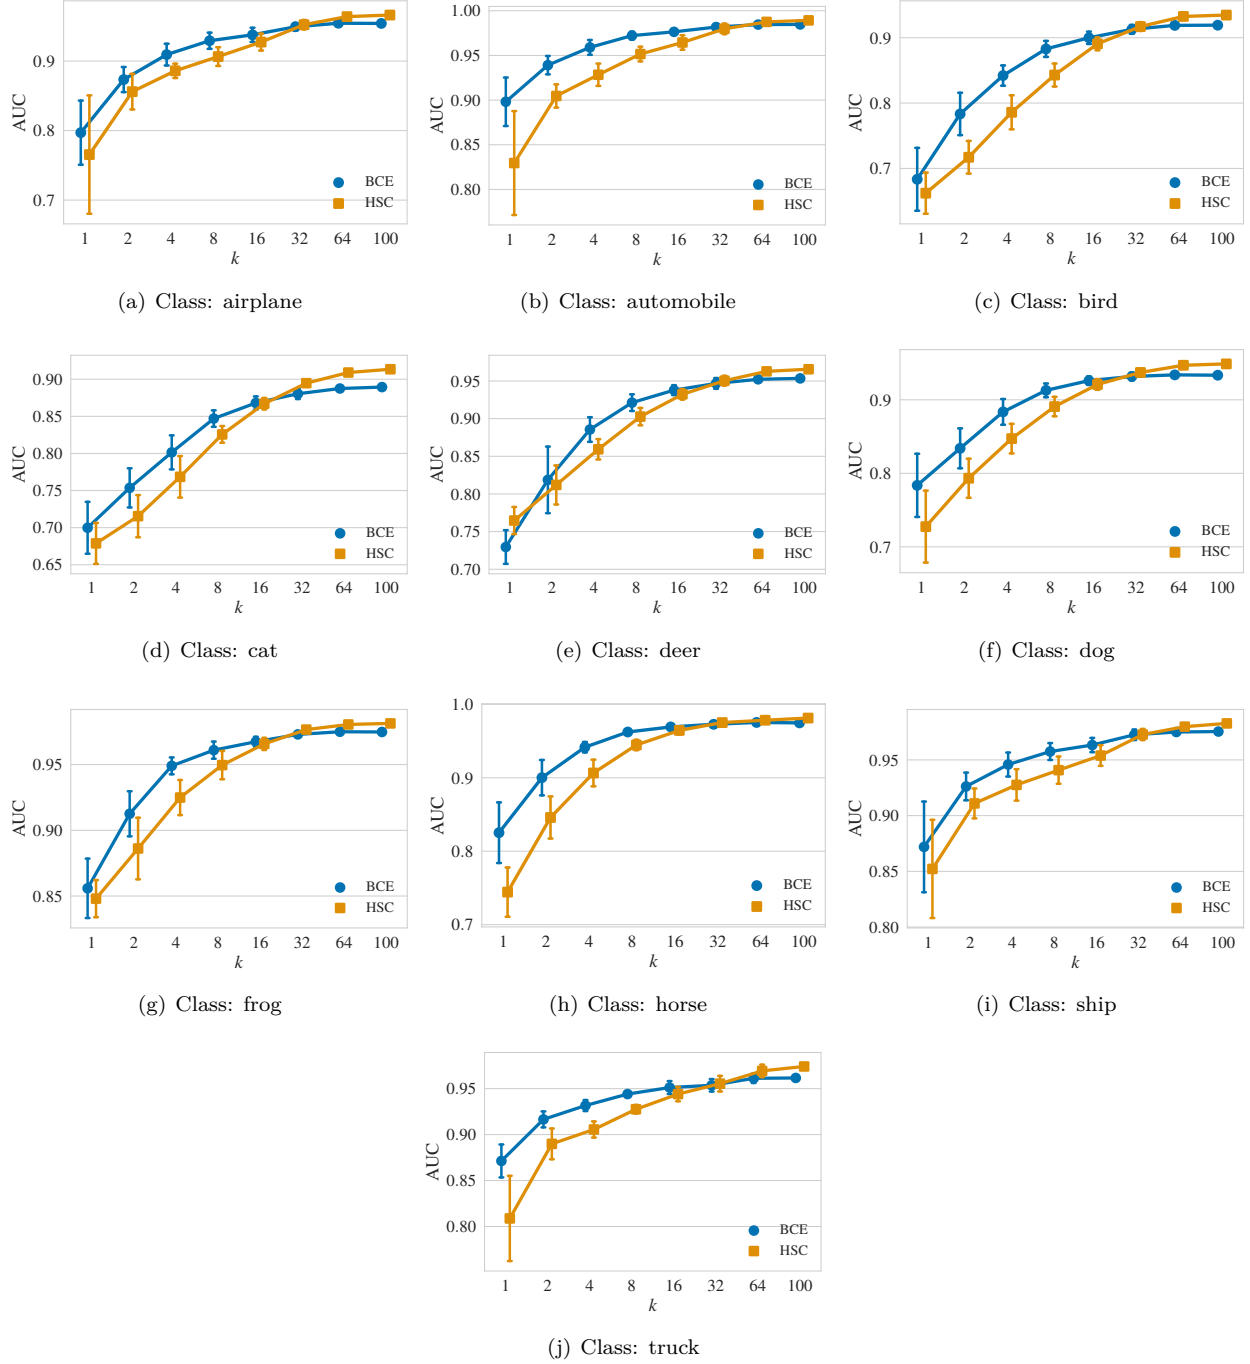 AUC
0.9
0.8
0.7
BCE
HSC
1 2 4 8 16 32 64 100
k
(a) Class: airplane
AUC
1.00
0.95
0.90
0.85
0.80
BCE
HSC
1 2 4 8 16 32 64 100
k
(b) Class: automobile
AUC
0.9
0.8
0.7
BCE
HSC
1 2 4 8 16 32 64 100
k
(c) Class: bird
AUC
0.90
0.85
0.80
0.75
0.70
0.65
BCE
HSC
1 2 4 8 16 32 64 100
k
(d) Class: cat
AUC
0.95
0.90
0.85
0.80
0.75
0.70
BCE
HSC
1 2 4 8 16 32 64 100
k
(e) Class: deer
AUC
0.9
0.8
0.7
BCE
HSC
1 2 4 8 16 32 64 100
k
(f) Class: dog
AUC
0.95
0.90
0.85
BCE
HSC
1 2 4 8 16 32 64 100
k
(g) Class: frog
AUC
1.0
0.9
0.8
0.7
BCE
HSC
1 2 4 8 16 32 64 100
k
(h) Class: horse
AUC
0.95
0.90
0.85
0.80
BCE
HSC
1 2 4 8 16 32 64 100
k
(i) Class: ship
AUC
0.95
0.90
0.85
0.80
BCE
HSC
1 2 4 8 16 32 64 100
k
(j) Class: truck